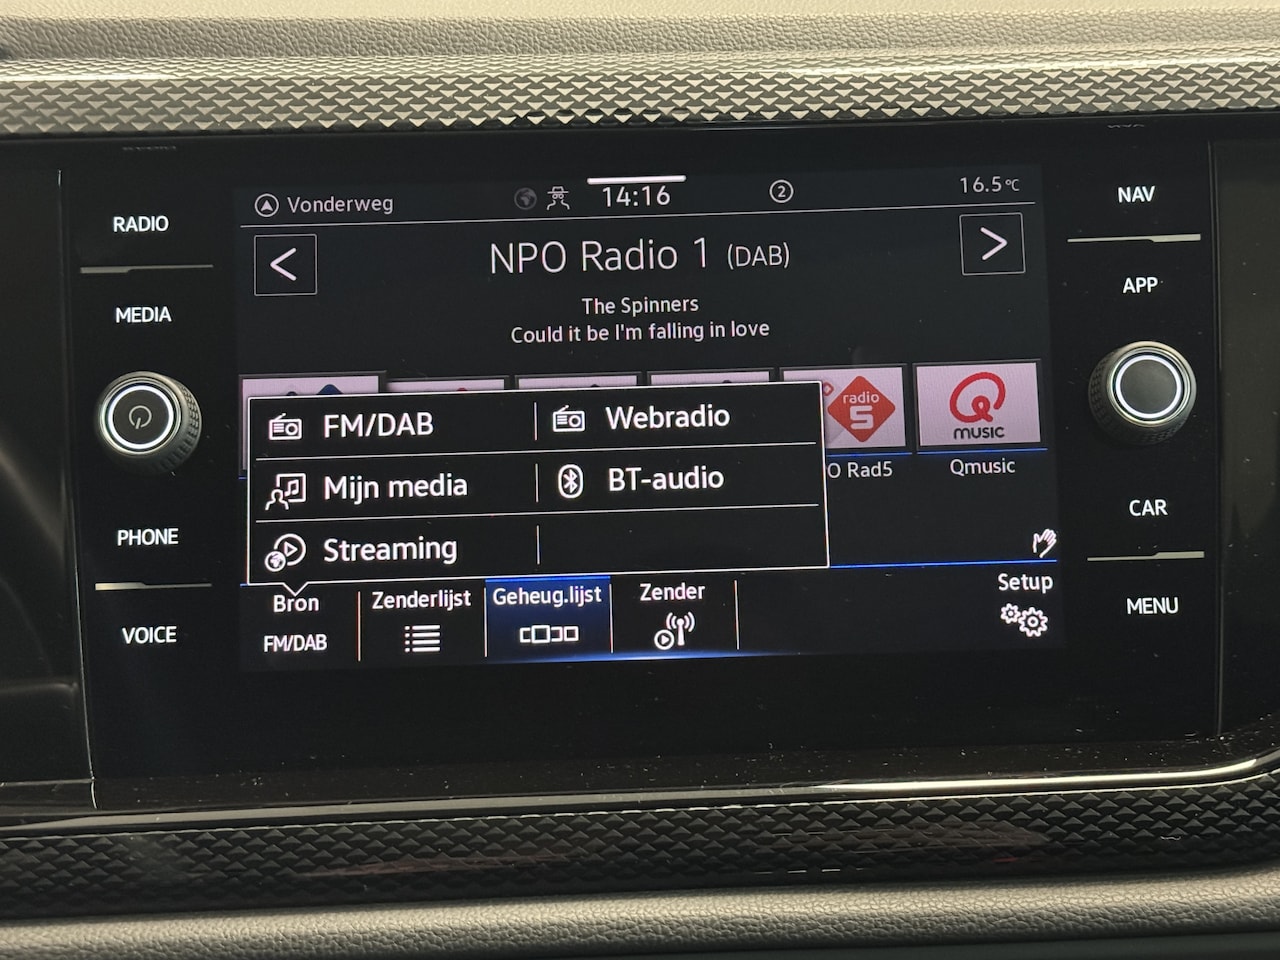 RADIO
MEDIA
PHONE
VOICE
Vonderweg
14:16
2
16.5°C
NPO Radio 1 (DAB)
The Spinners
Could it be I'm falling in love
radio
5
MUSIC
O Rad5
Qmusic
FM/DAB
Webradio
Mijn media
BT-audio
Streaming
Bron
FM/DAB
Zenderlijst
Geheug.lijst
Zender
Setup
NAV
APP
CAR
MENU